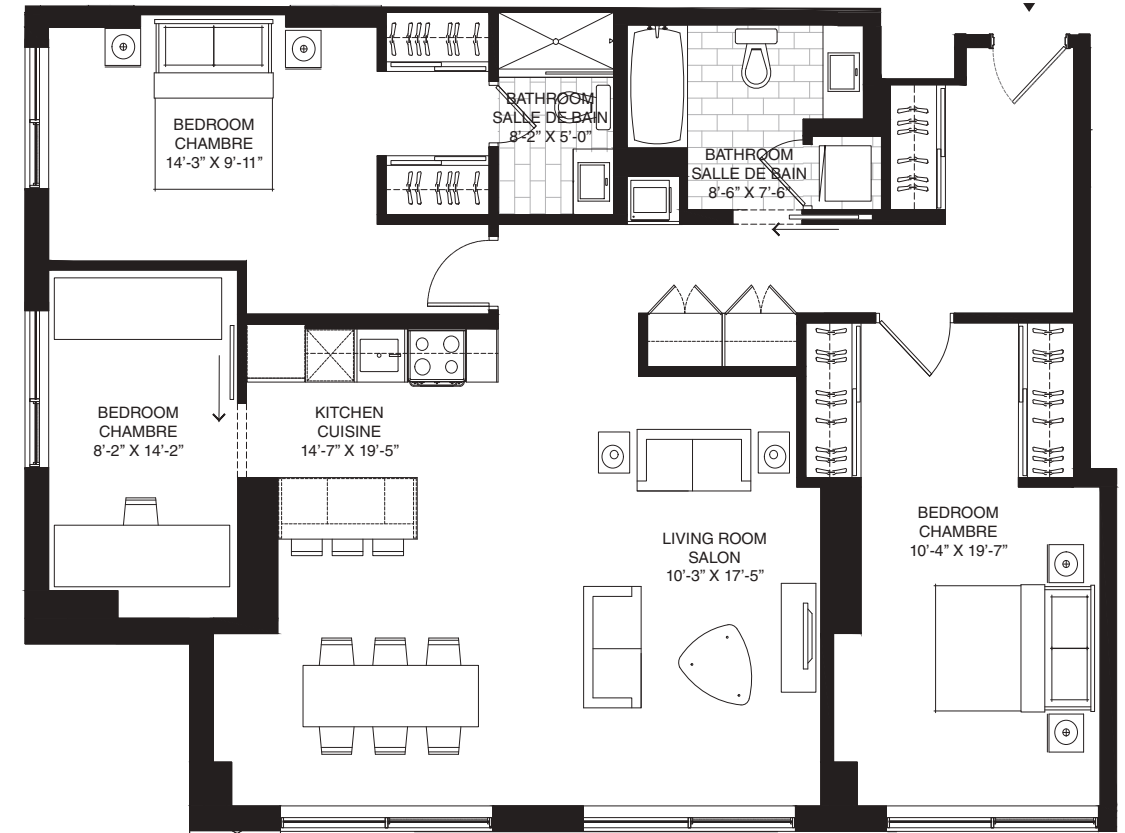 BEDROOM
CHAMBRE
14'-3” X 9'-11”
BATHROOM
SALLE DE BAIN
8'-2” X 5'-0”
BATHROOM
SALLE DE BAIN
8'-6” X 7'-6”
BEDROOM
CHAMBRE
8'-2” X 14'-2”
KITCHEN
CUISINE
14'-7” X 19'-5”
LIVING ROOM
SALON
10'-3” X 17'-5”
BEDROOM
CHAMBRE
10'-4” X 19'-7”